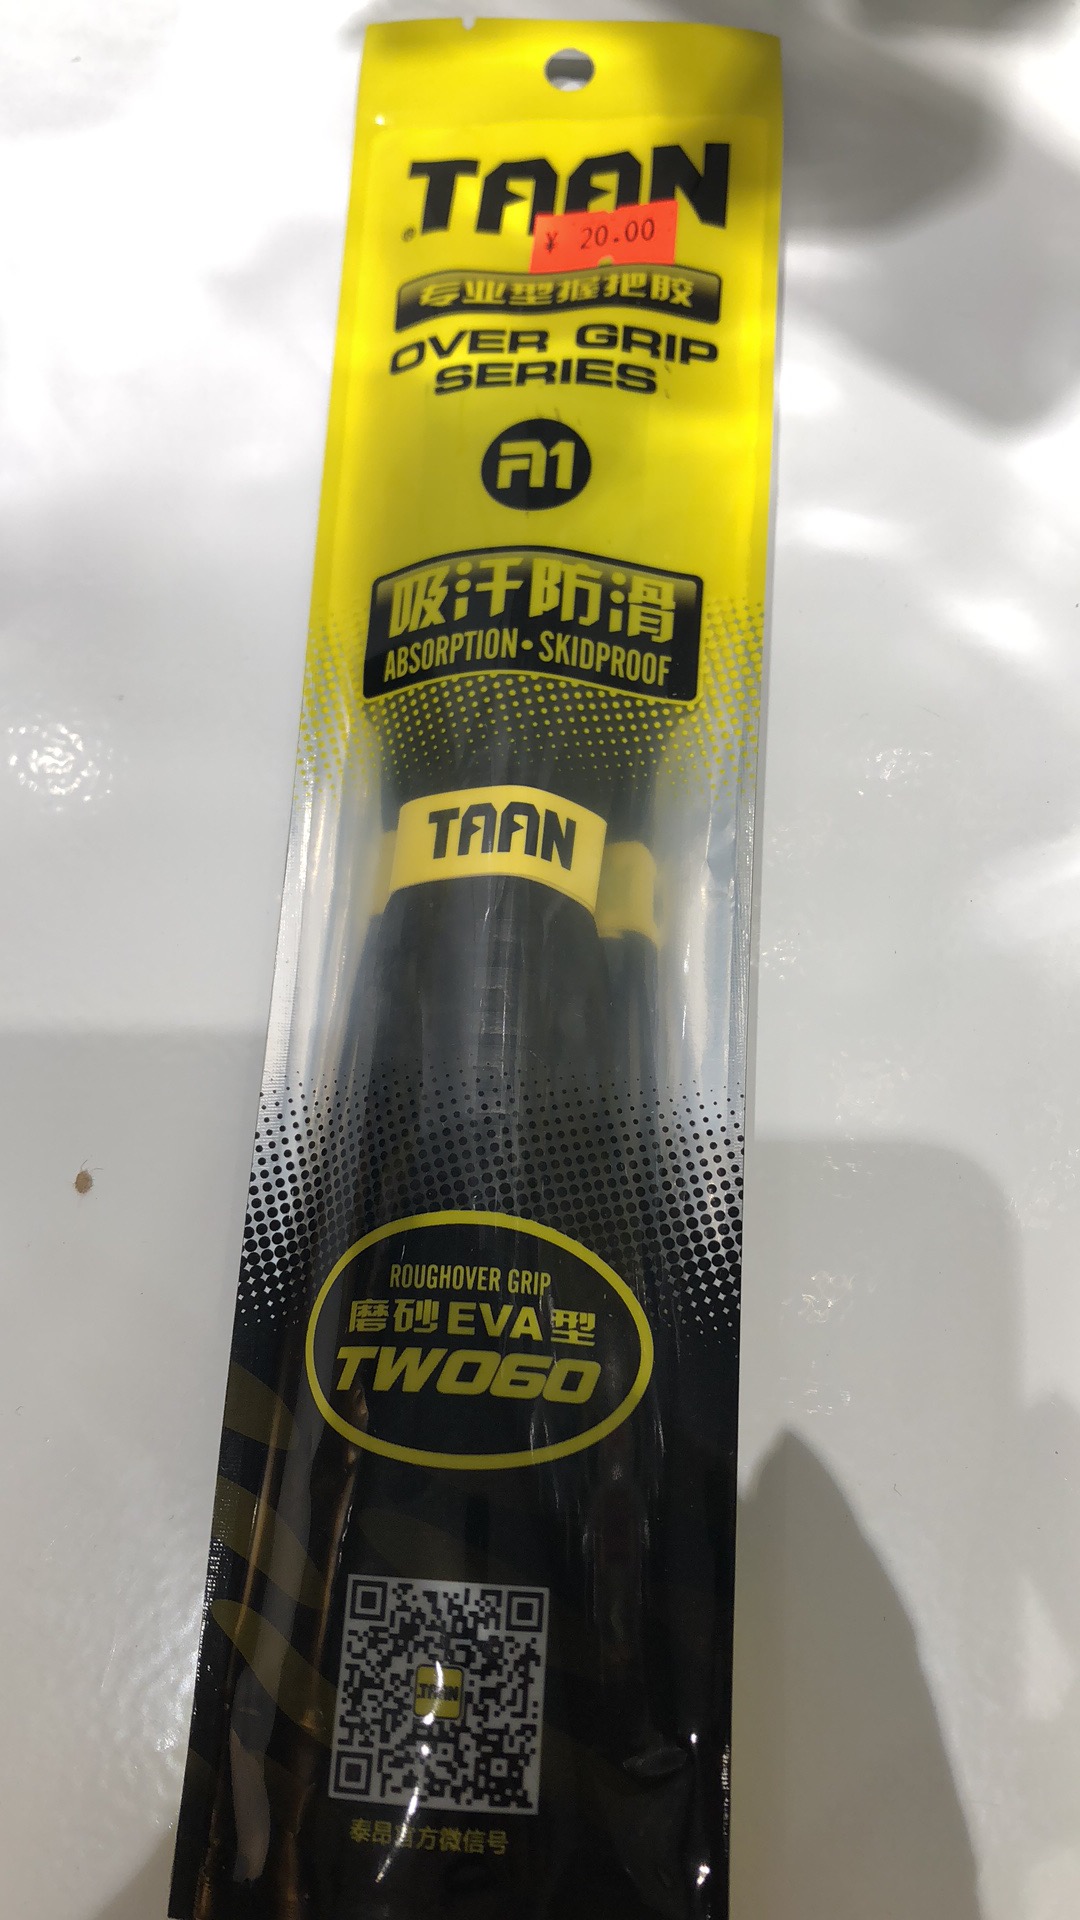 TAAN
®
¥ 20.00
专业型握把胶
OVER GRIP
SERIES
A1
吸汗防滑
ABSORPTION•SKIDPROOF
TAAN
ROUGHOVER GRIP
磨砂EVA型
TW060
TAAN
泰昂官方微信号